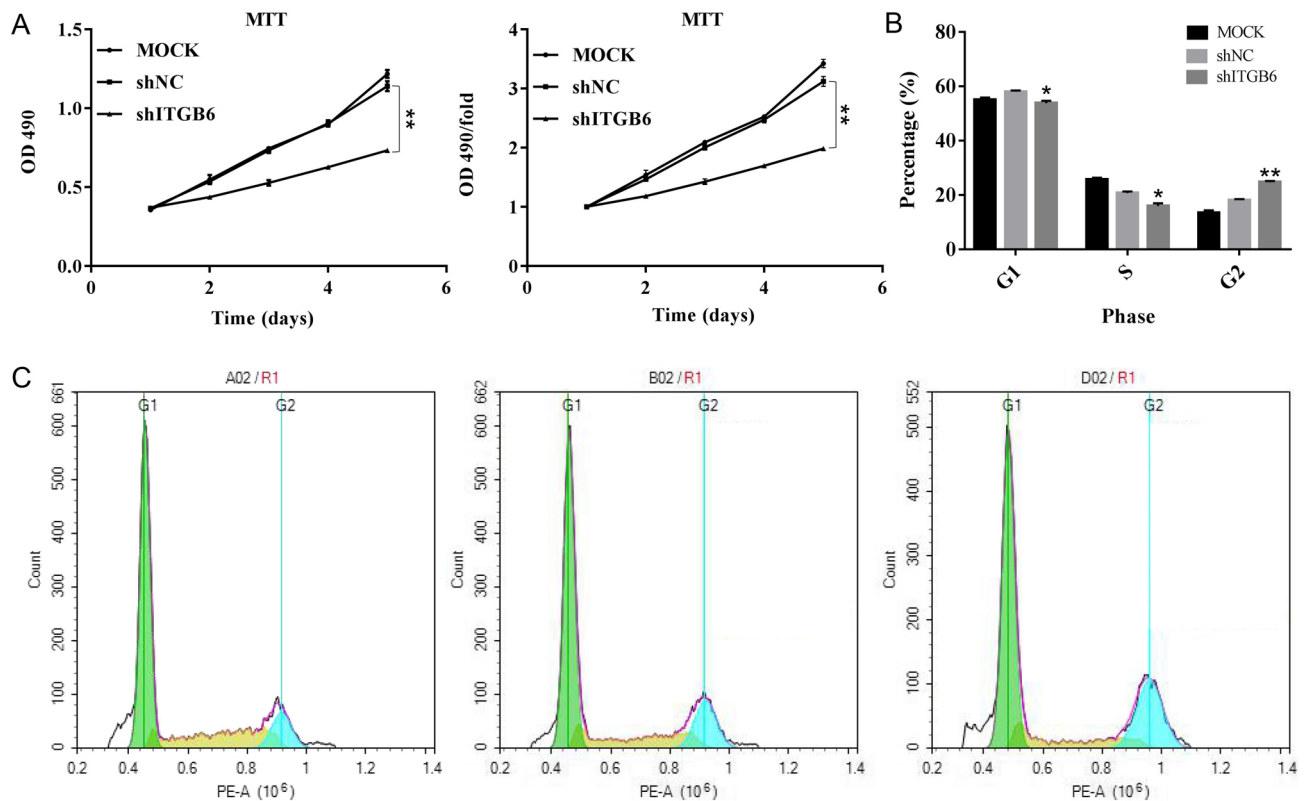 A
MTT
MOCK
shNC
shITGB6
OD 490
1.5
1.0
0.5
0.0
**
0 2 4 6
Time (days)
MTT
MOCK
shNC
shITGB6
OD 490/fold
4
3
2
1
0
**
0 2 4 6
Time (days)
B
MOCK
shNC
shITGB6
Percentage (%)
80
60
40
20
0
*
*
**
G1 S G2
Phase
C
A02 / R1
G1 G2
Count
661
600
500
400
300
200
100
0
0.2 0.4 0.6 0.8 1 1.2 1.4
PE-A (10⁶)
B02 / R1
G1 G2
Count
662
600
500
400
300
200
100
0
0.2 0.4 0.6 0.8 1 1.2 1.4
PE-A (10⁶)
D02 / R1
G1 G2
Count
552
500
400
300
200
100
0
0.2 0.4 0.6 0.8 1 1.2 1.4
PE-A (10⁶)